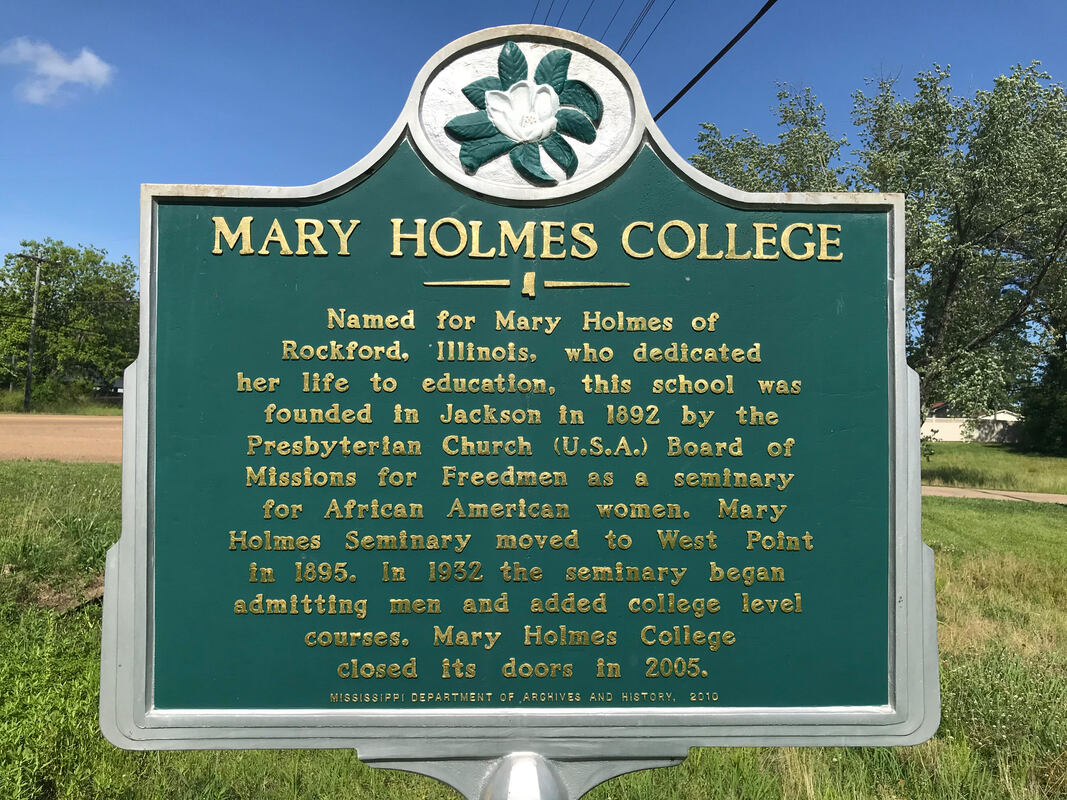 MARY HOLMES COLLEGE
Named for Mary Holmes of
Rockford, Illinois, who dedicated
her life to education, this school was
founded in Jackson in 1892 by the
Presbyterian Church (U.S.A.) Board of
Missions for Freedmen as a seminary
for African American women. Mary
Holmes Seminary moved to West Point
in 1895. In 1932 the seminary began
admitting men and added college level
courses. Mary Holmes College
closed its doors in 2005.
MISSISSIPPI DEPARTMENT OF ARCHIVES AND HISTORY, 2010